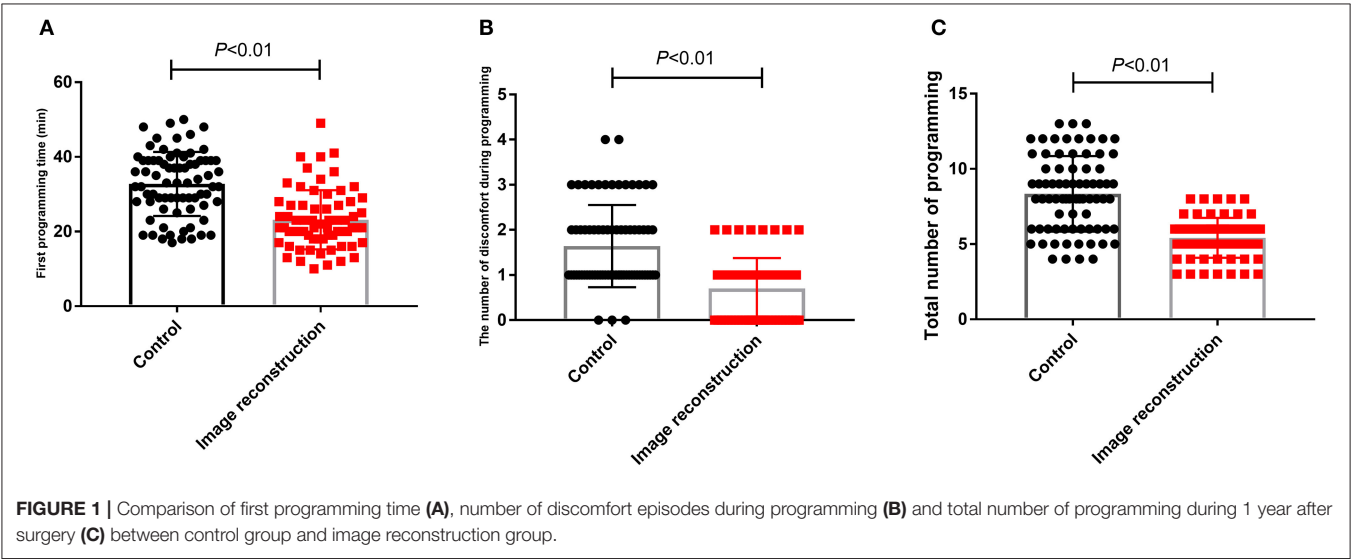 A
P<0.01
First programming time (min)
60
40
20
0
Control
Image reconstruction
B
P<0.01
The number of discomfort during programming
5
4
3
2
1
0
Control
Image reconstruction
C
P<0.01
Total number of programming
15
10
5
0
Control
Image reconstruction
FIGURE 1 | Comparison of first programming time (A), number of discomfort episodes during programming (B) and total number of programming during 1 year after
surgery (C) between control group and image reconstruction group.